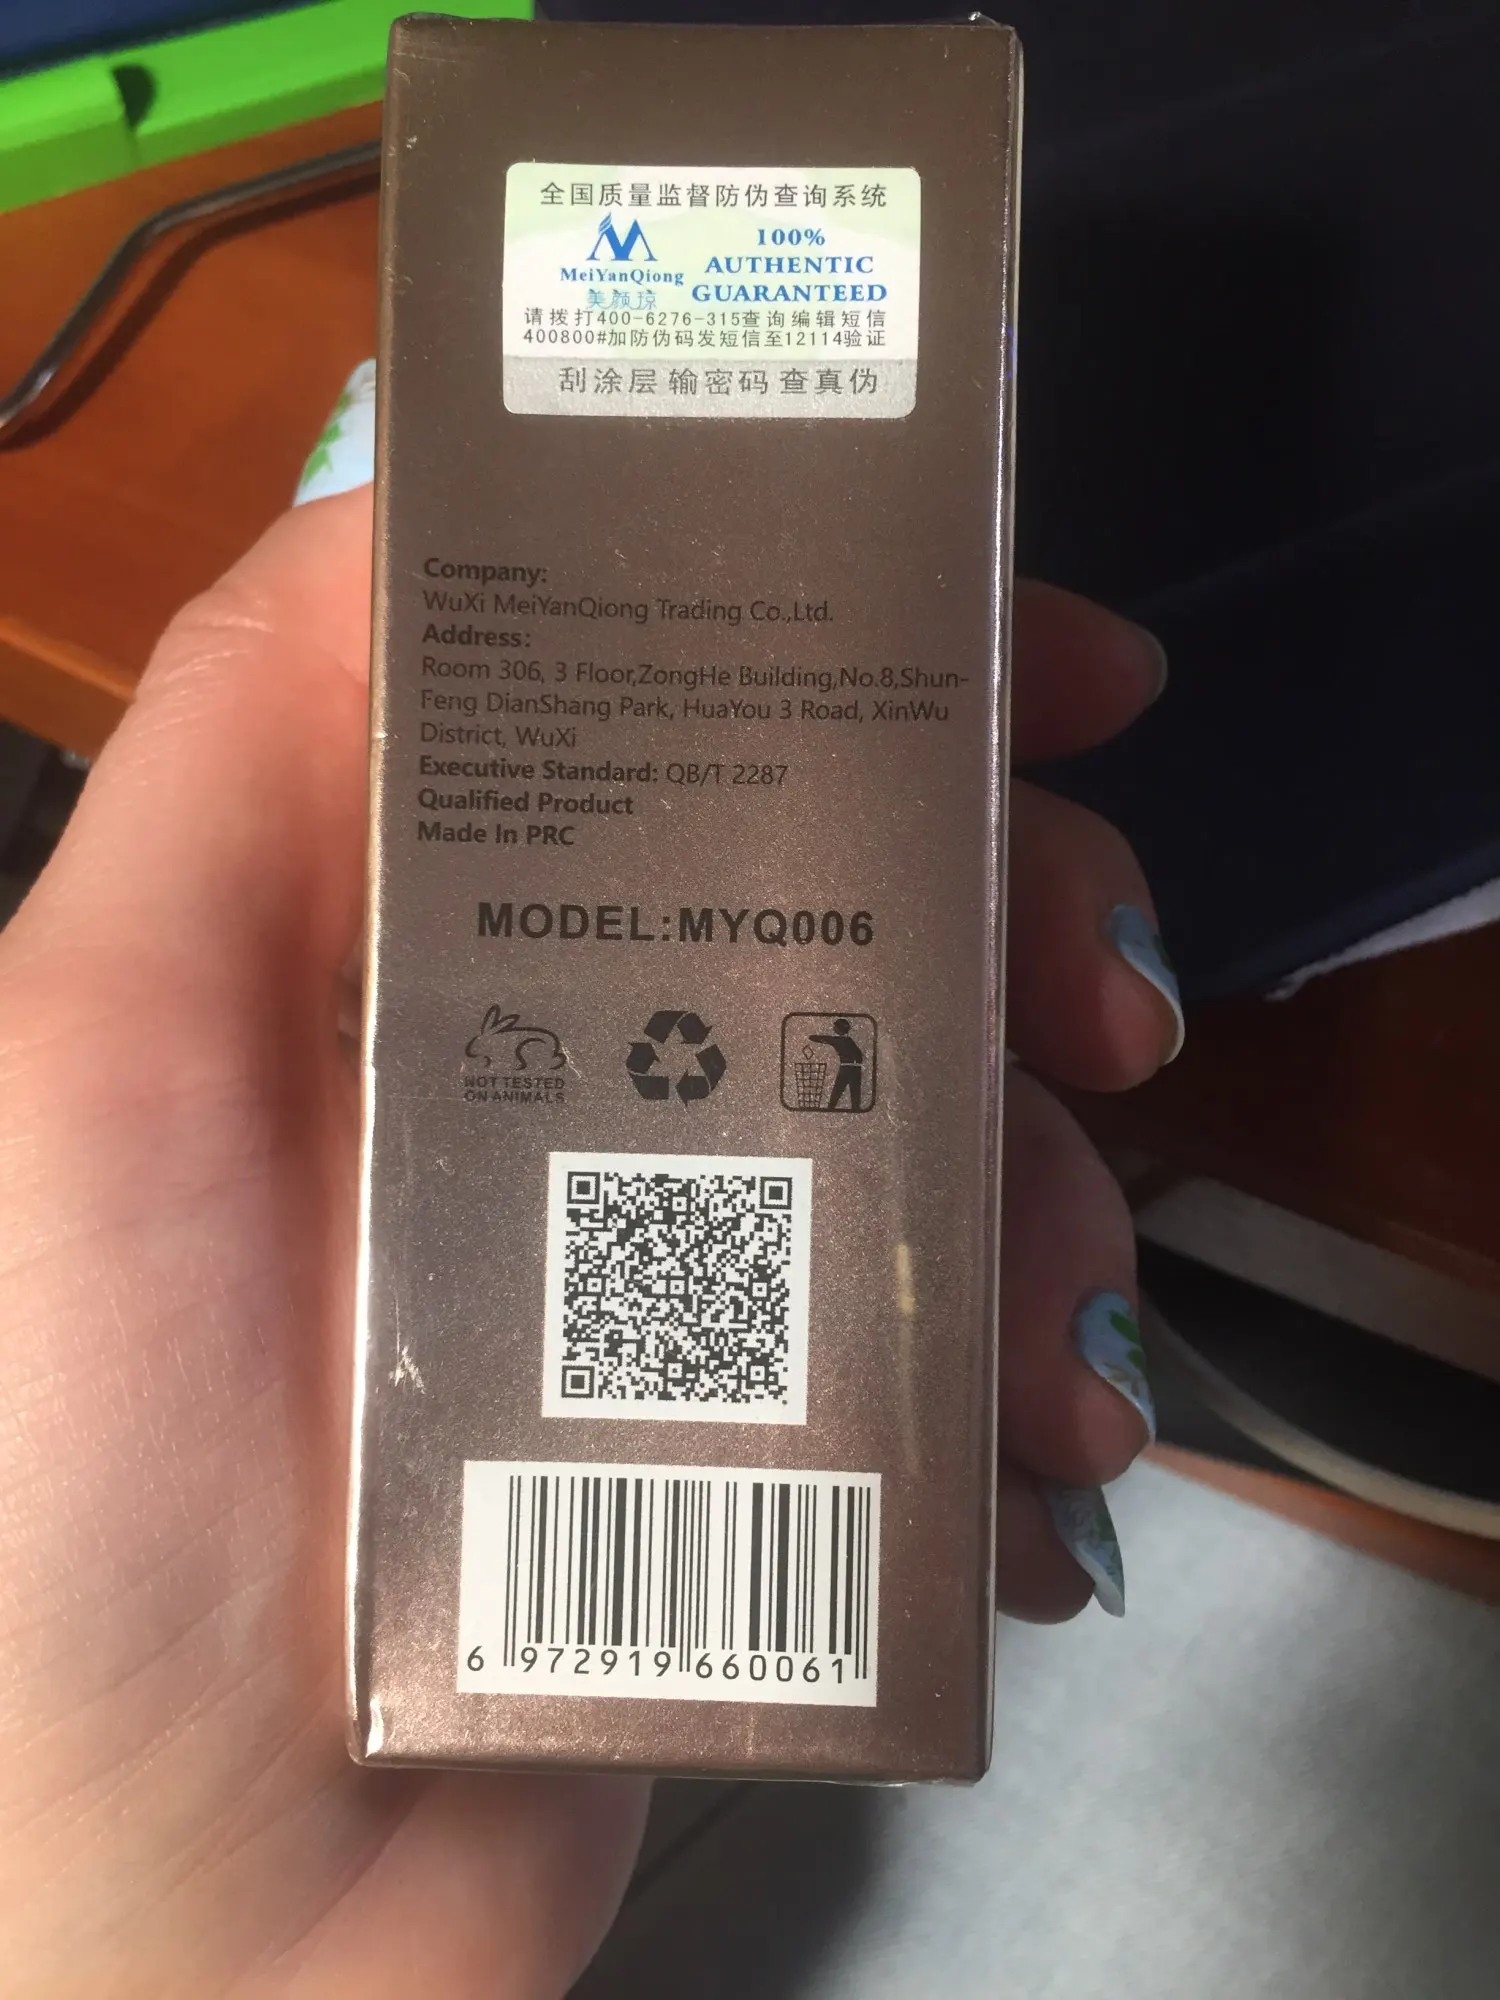 全国质量监督防伪查询系统
MeiYanQiong
美颜琼
100%
AUTHENTIC
GUARANTEED
请拨打400-6276-315查询编辑短信
400800#加防伪码发短信至12114验证
刮涂层 输密码 查真伪
Company:
WuXi MeiYanQiong Trading Co.,Ltd.
Address:
Room 306, 3 Floor,ZongHe Building,No.8,Shun-
Feng DianShang Park, HuaYou 3 Road, XinWu
District, WuXi
Executive Standard: QB/T 2287
Qualified Product
Made In PRC
MODEL:MYQ006
NOT TESTED
ON ANIMALS
6 972919 660061